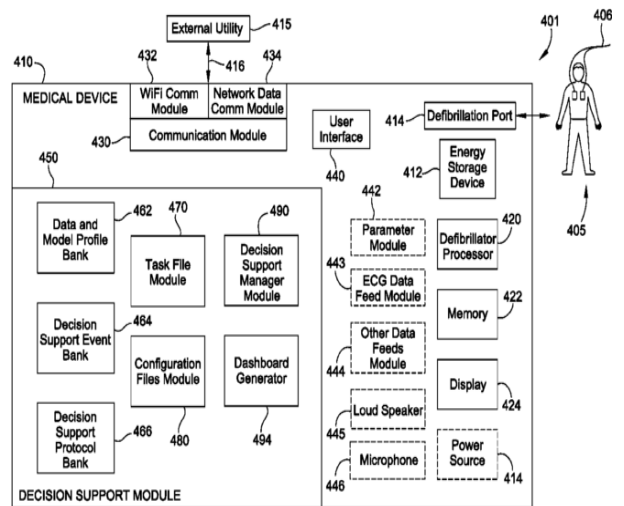 External Utility
415
401
406
410
432
416
434
MEDICAL DEVICE
WiFi Comm
Module
Network Data
Comm Module
430
Communication Module
User
Interface
440
414
Defibrillation Port
412
Energy
Storage
Device
405
450
Data and
Model Profile
Bank
462
470
Task File
Module
490
Decision
Support
Manager
Module
442
Parameter
Module
420
Defibrillator
Processor
443
ECG Data
Feed Module
422
Memory
Decision
Support Event
Bank
464
Configuration
Files Module
480
Dashboard
Generator
494
444
Other Data
Feeds
Module
Display
424
Decision
Support
Protocol
Bank
466
Loud Speaker
445
Microphone
446
Power
Source
414
DECISION SUPPORT MODULE